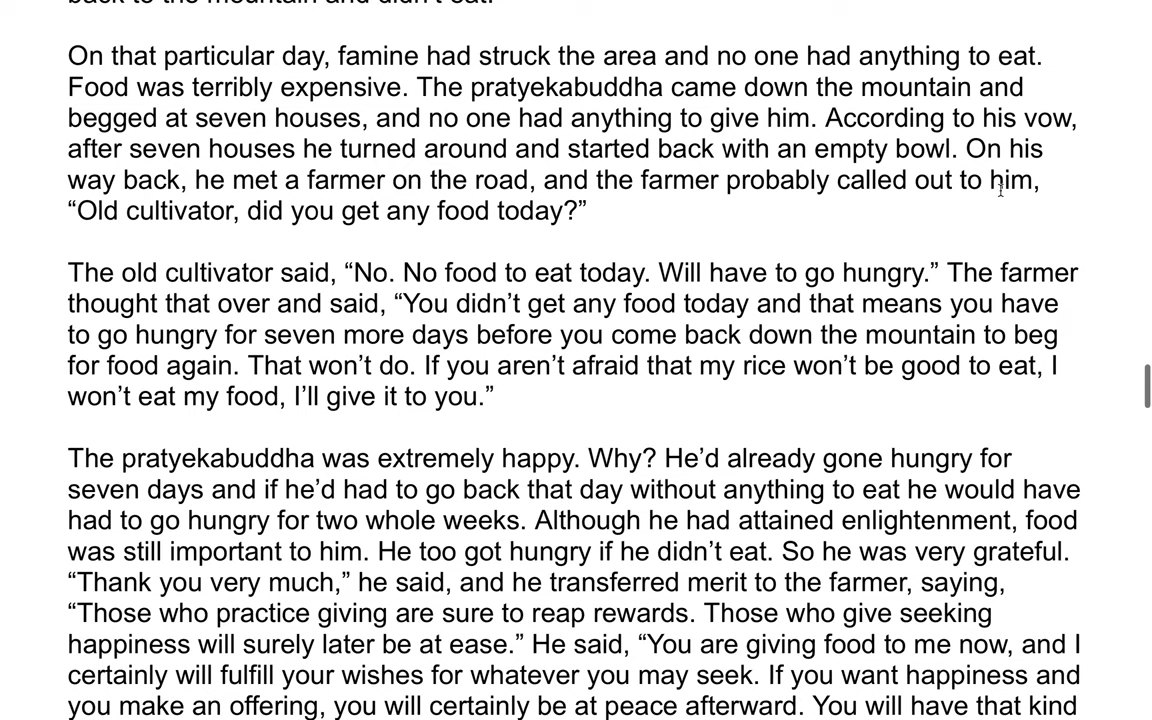 back to the mountain and didn't eat.
On that particular day, famine had struck the area and no one had anything to eat.
Food was terribly expensive. The pratyekabuddha came down the mountain and
begged at seven houses, and no one had anything to give him. According to his vow,
after seven houses he turned around and started back with an empty bowl. On his
way back, he met a farmer on the road, and the farmer probably called out to him,
“Old cultivator, did you get any food today?”
The old cultivator said, “No. No food to eat today. Will have to go hungry.” The farmer
thought that over and said, “You didn’t get any food today and that means you have
to go hungry for seven more days before you come back down the mountain to beg
for food again. That won’t do. If you aren’t afraid that my rice won’t be good to eat, I
won’t eat my food, I’ll give it to you.”
The pratyekabuddha was extremely happy. Why? He’d already gone hungry for
seven days and if he’d had to go back that day without anything to eat he would have
had to go hungry for two whole weeks. Although he had attained enlightenment, food
was still important to him. He too got hungry if he didn’t eat. So he was very grateful.
“Thank you very much,” he said, and he transferred merit to the farmer, saying,
“Those who practice giving are sure to reap rewards. Those who give seeking
happiness will surely later be at ease.” He said, “You are giving food to me now, and I
certainly will fulfill your wishes for whatever you may seek. If you want happiness and
you make an offering, you will certainly be at peace afterward. You will have that kind